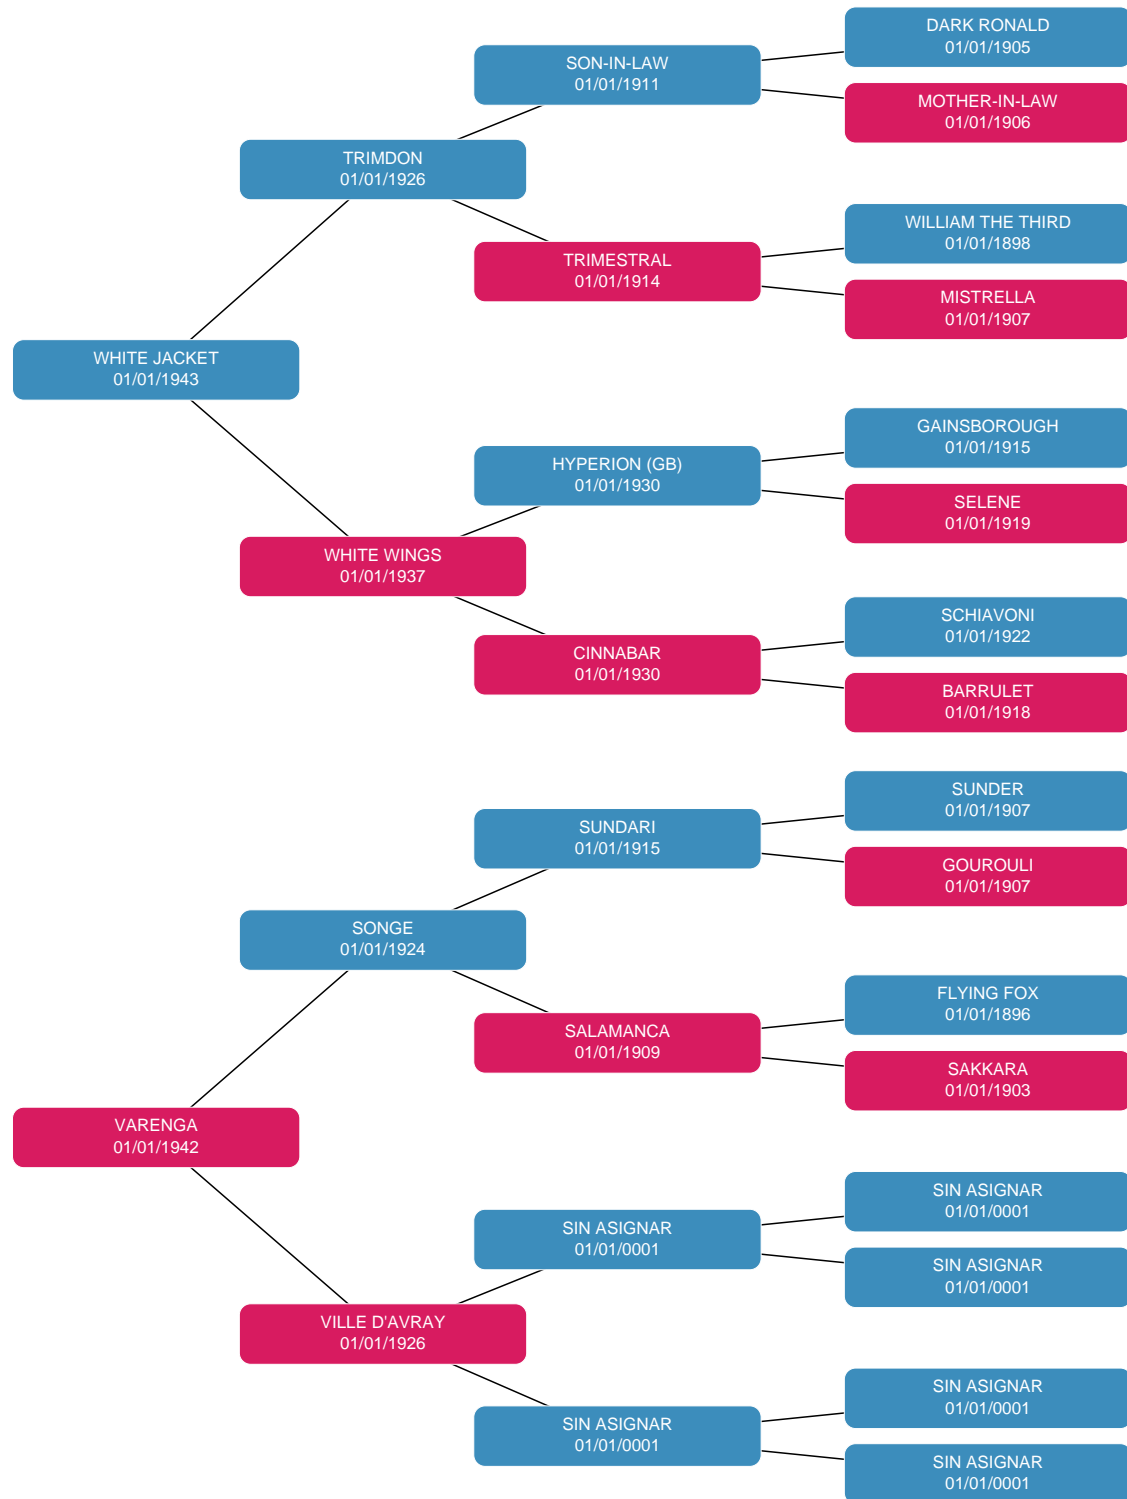 DARK RONALD
01/01/1905
SON-IN-LAW
01/01/1911
MOTHER-IN-LAW
01/01/1906
TRIMDON
01/01/1926
WILLIAM THE THIRD
01/01/1898
TRIMESTRAL
01/01/1914
MISTRELLA
01/01/1907
WHITE JACKET
01/01/1943
GAINSBOROUGH
01/01/1915
HYPERION (GB)
01/01/1930
SELENE
01/01/1919
WHITE WINGS
01/01/1937
SCHIAVONI
01/01/1922
CINNABAR
01/01/1930
BARRULET
01/01/1918
SUNDER
01/01/1907
SUNDARI
01/01/1915
GOUROULI
01/01/1907
SONGE
01/01/1924
FLYING FOX
01/01/1896
SALAMANCA
01/01/1909
SAKKARA
01/01/1903
VARENGA
01/01/1942
SIN ASIGNAR
01/01/0001
SIN ASIGNAR
01/01/0001
SIN ASIGNAR
01/01/0001
VILLE D'AVRAY
01/01/1926
SIN ASIGNAR
01/01/0001
SIN ASIGNAR
01/01/0001
SIN ASIGNAR
01/01/0001